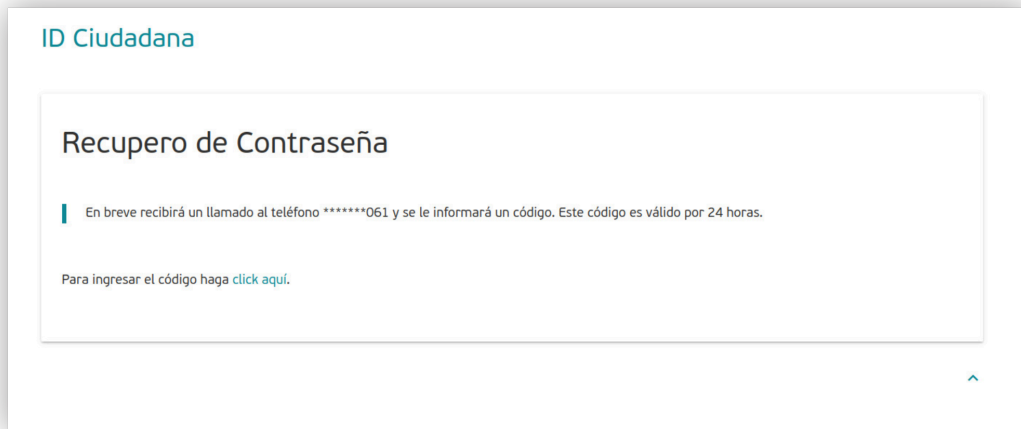 ID Ciudadana
Recupero de Contraseña
En breve recibirá un llamado al teléfono *******061 y se le informará un código. Este código es válido por 24 horas.
Para ingresar el código haga click aquí.